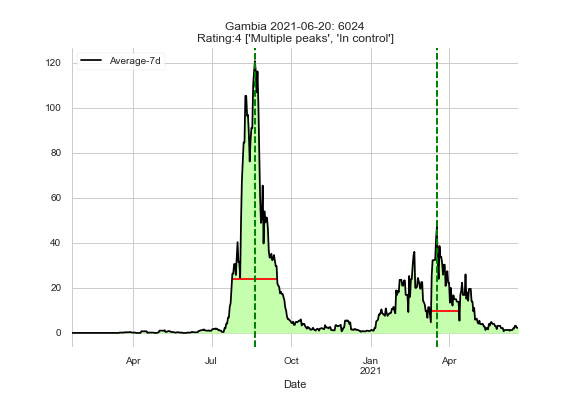 Gambia 2021-06-20: 6024
Rating:4 ['Multiple peaks', 'In control']
Average-7d
120
100
80
60
40
20
0
Apr Jul Oct Jan Apr
2021
Date